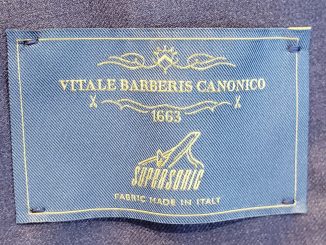 VITALE BARBERIS CANONICO
1663
SUPERSONIC
FABRIC MADE IN ITALY